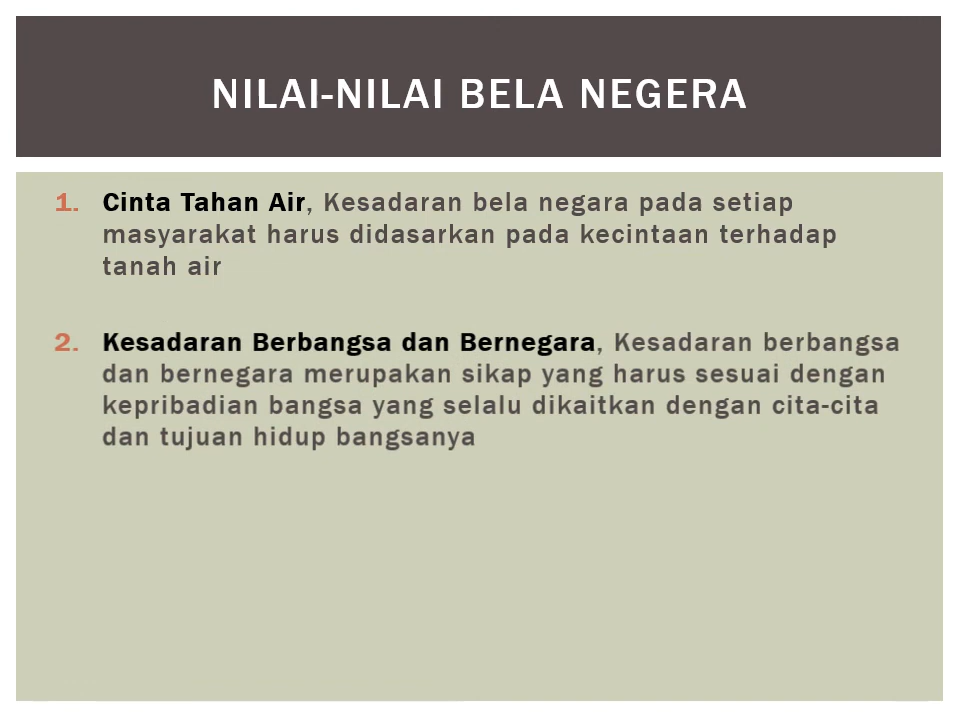 NILAI-NILAI BELA NEGERA
1. Cinta Tahan Air, Kesadaran bela negara pada setiap
masyarakat harus didasarkan pada kecintaan terhadap
tanah air
2. Kesadaran Berbangsa dan Bernegara, Kesadaran berbangsa
dan bernegara merupakan sikap yang harus sesuai dengan
kepribadian bangsa yang selalu dikaitkan dengan cita-cita
dan tujuan hidup bangsanya